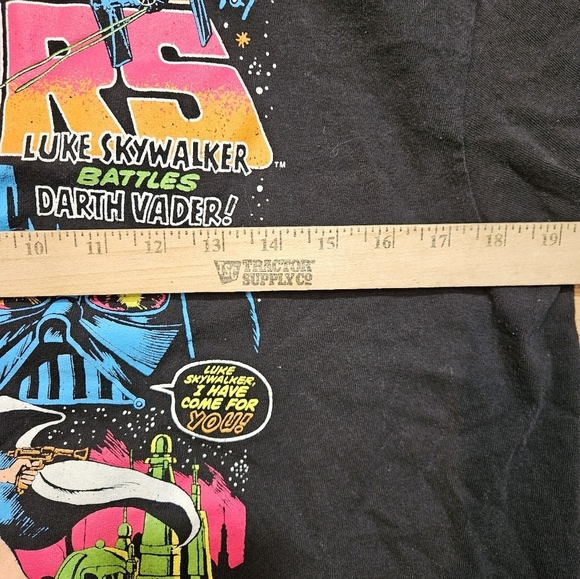 RS
TM
LUKE SKYWALKER
BATTLES
DARTH VADER!
10 11 12 13 14 15 16 17 18 19
TRACTOR
SUPPLY CO
LUKE
SKYWALKER,
I HAVE
COME FOR
YOU!